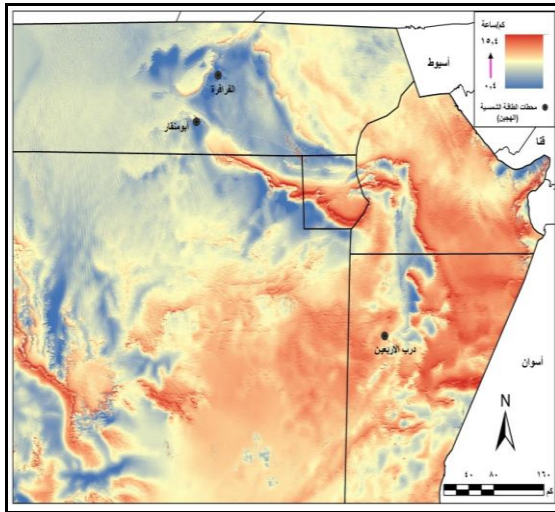 كم/ساعة
١٥,٤
٠,٤
محطات الطاقة الشمسية
(الهجين)
أسيوط
قنا
الفرافرة
أبومنقار
درب الاربعين
أسوان
N
٤٠ ٨٠ ١٦٠
كم